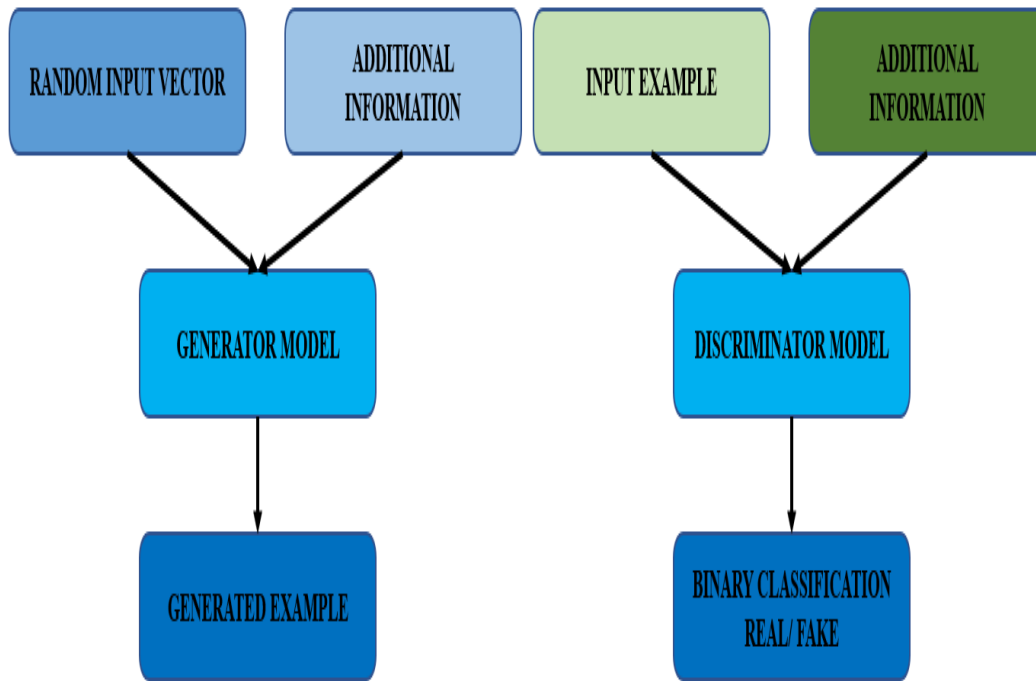 RANDOM INPUT VECTOR
ADDITIONAL
INFORMATION
INPUT EXAMPLE
ADDITIONAL
INFORMATION
GENERATOR MODEL
DISCRIMINATOR MODEL
GENERATED EXAMPLE
BINARY CLASSIFICATION
REAL/ FAKE